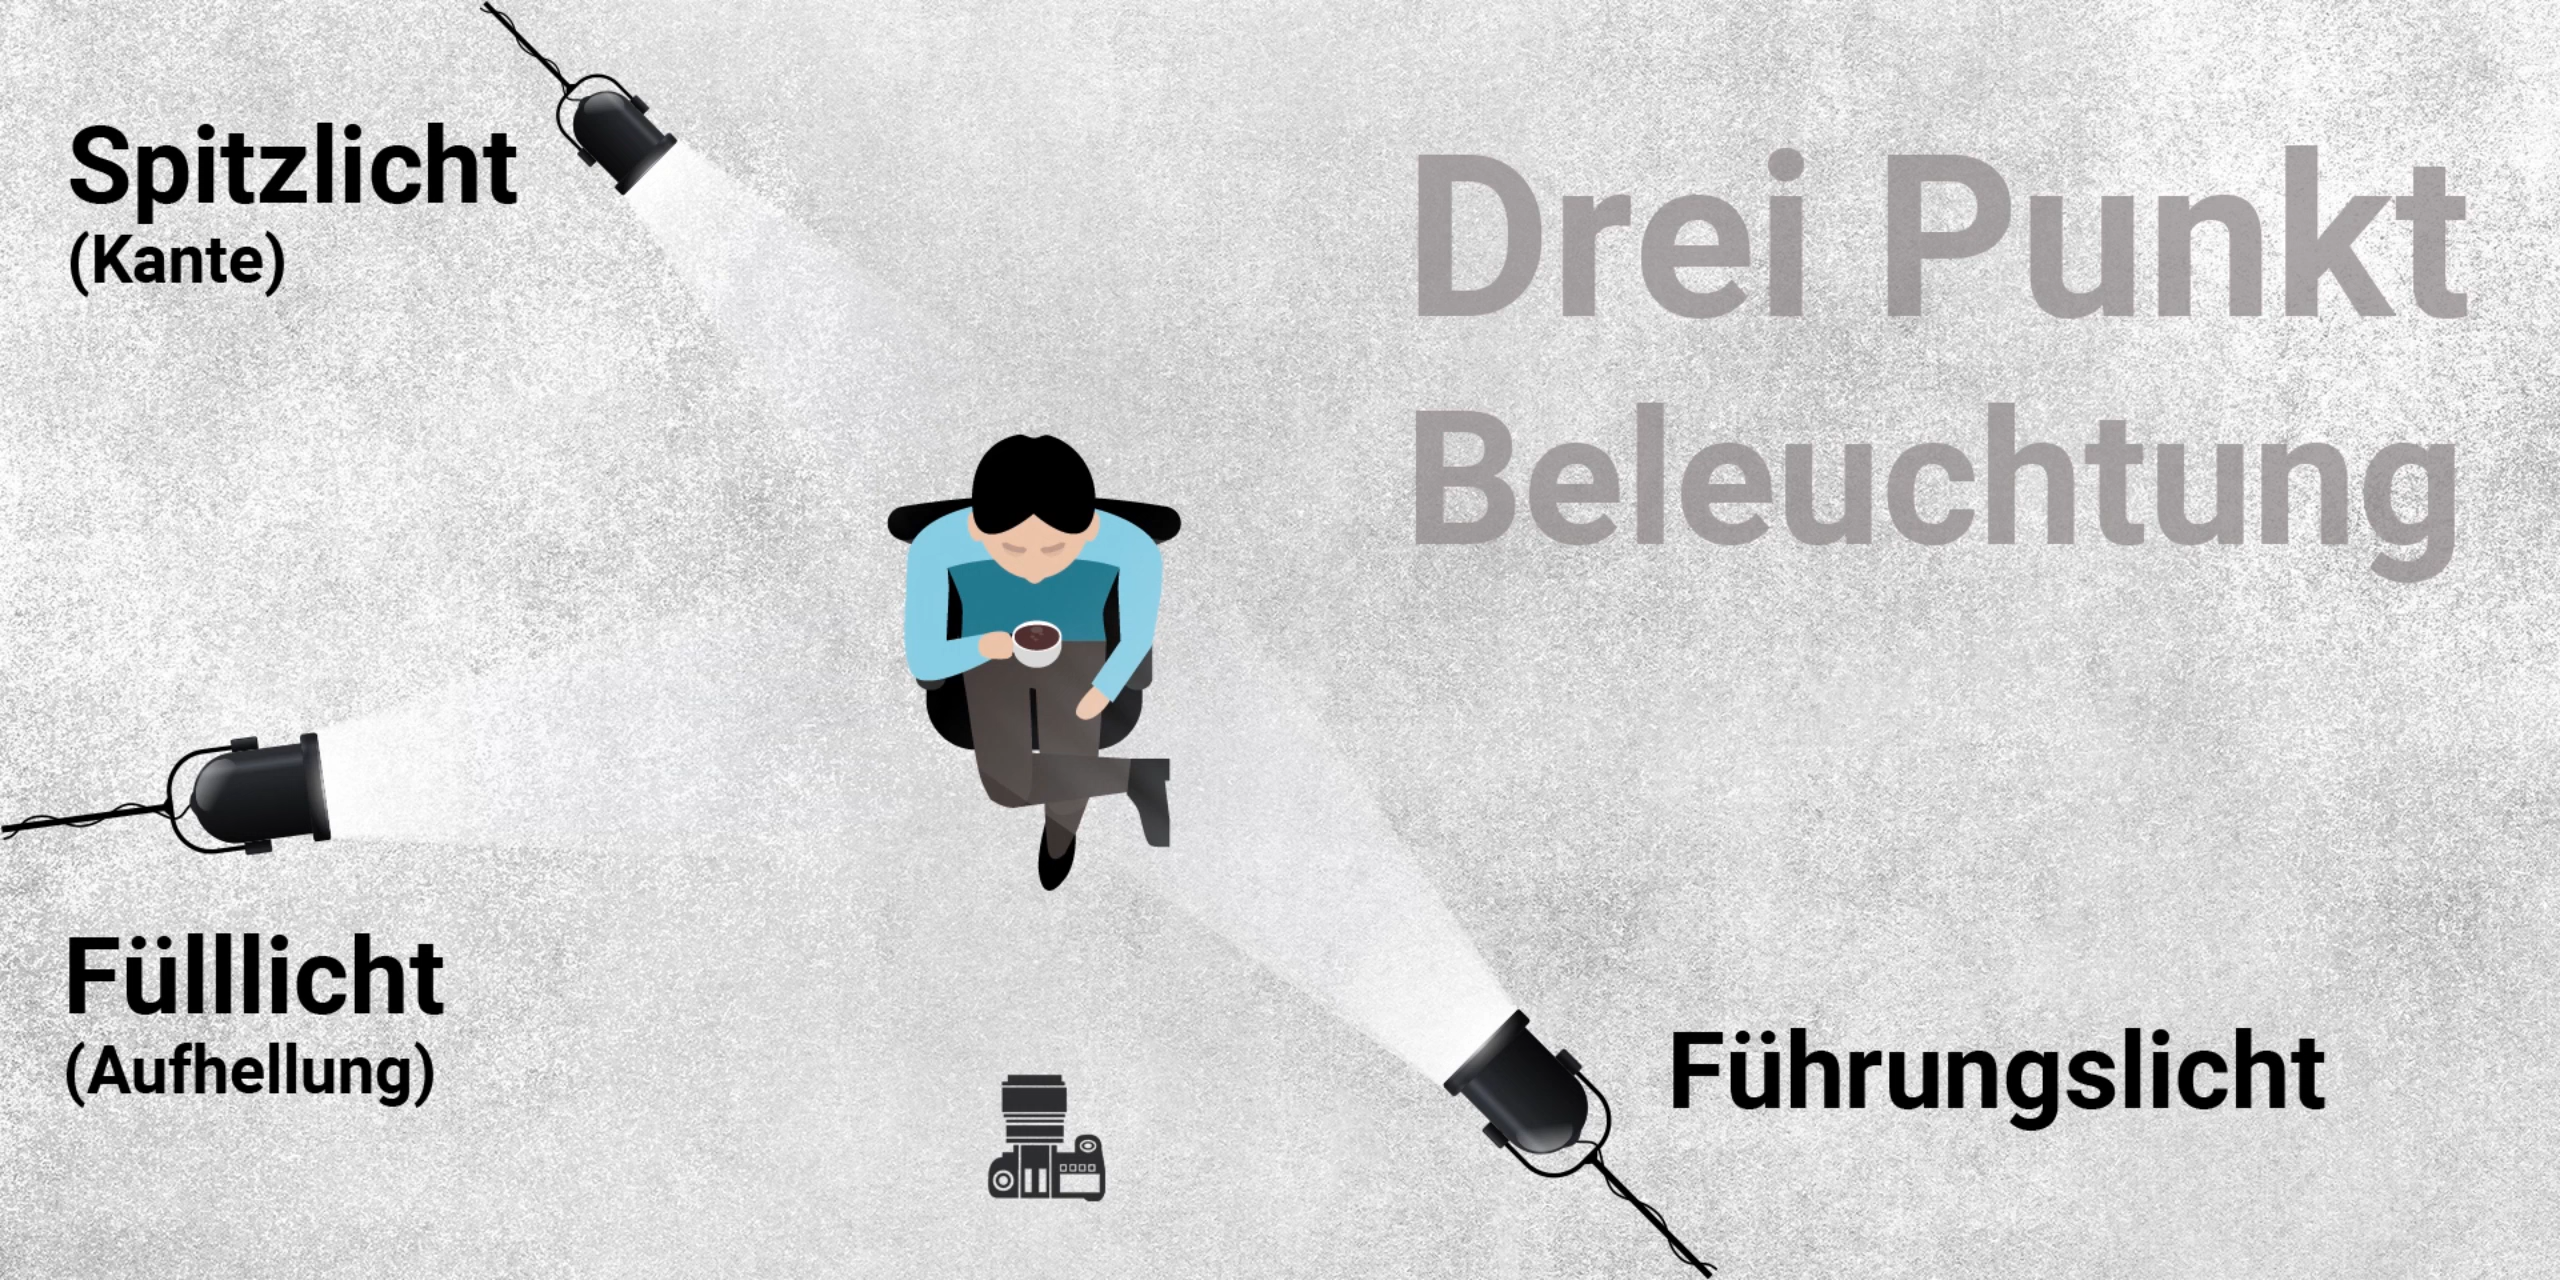 Drei Punkt
Beleuchtung
Spitzlicht
(Kante)
Fülllicht
(Aufhellung)
Führungslicht